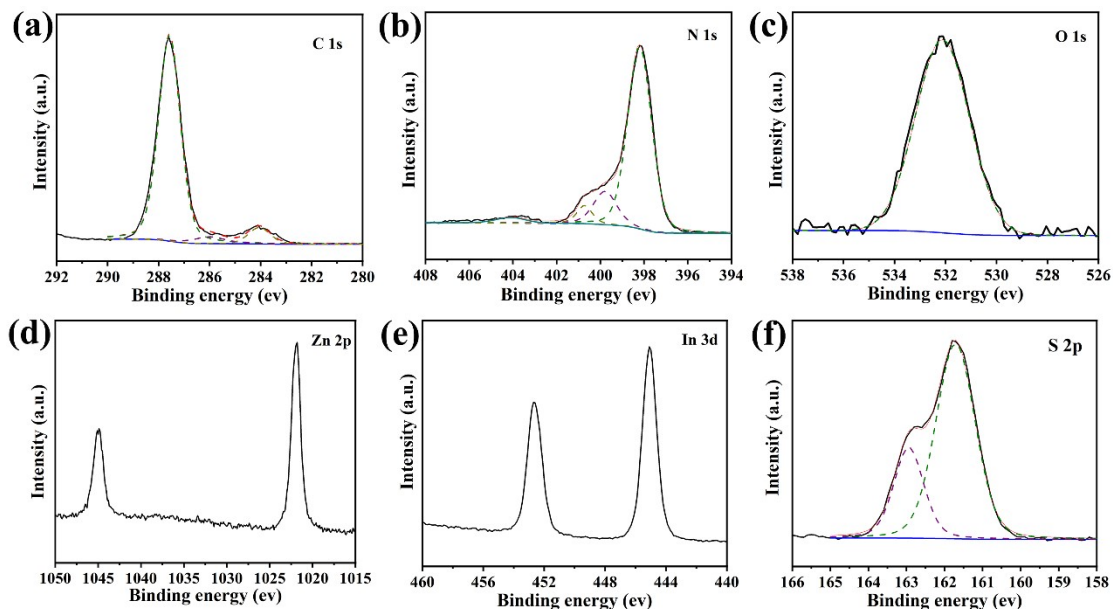 (a)
C 1s
Intensity (a.u.)
292 290 288 286 284 282 280
Binding energy (ev)
(b)
N 1s
Intensity (a.u.)
408 406 404 402 400 398 396 394
Binding energy (ev)
(c)
O 1s
Intensity (a.u.)
538 536 534 532 530 528 526
Binding energy (ev)
(d)
Zn 2p
Intensity (a.u.)
1050 1045 1040 1035 1030 1025 1020 1015
Binding energy (ev)
(e)
In 3d
Intensity (a.u.)
460 456 452 448 444 440
Binding energy (ev)
(f)
S 2p
Intensity (a.u.)
166 165 164 163 162 161 160 159 158
Binding energy (ev)